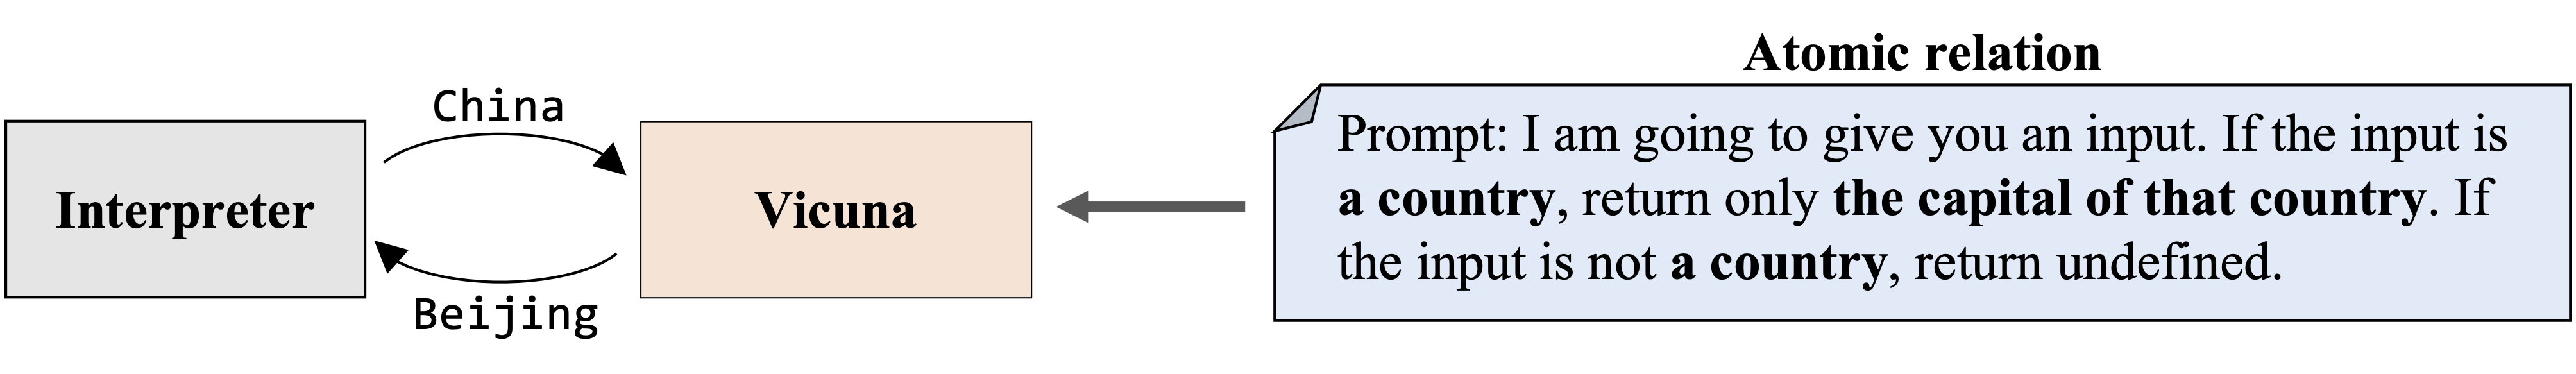 China
Interpreter
Beijing
Vicuna
Atomic relation
Prompt: I am going to give you an input. If the input is
a country, return only the capital of that country. If
the input is not a country, return undefined.